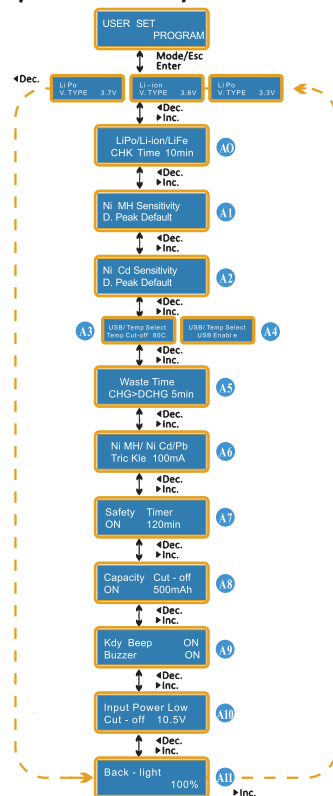 USER SET
PROGRAM
Mode/Esc
Enter
◄Dec.
LiPo
V. TYPE 3.7V
Li-ion
V. TYPE 3.6V
LiPo
V. TYPE 3.3V
◄Dec.
►Inc.
LiPo/Li-ion/LiFe
CHK Time 10min
A0
◄Dec.
►Inc.
Ni MH Sensitivity
D. Peak Default
A1
◄Dec.
►Inc.
Ni Cd Sensitivity
D. Peak Default
A2
◄Dec.
►Inc.
A3
USB/Temp Select
Temp Cut-off 80C
USB/Temp Select
USB Enable
A4
◄Dec.
►Inc.
Waste Time
CHG>DCHG 5min
A5
◄Dec.
►Inc.
Ni MH/ Ni Cd/Pb
Tric Kle 100mA
A6
◄Dec.
►Inc.
Safety Timer
ON 120min
A7
◄Dec.
►Inc.
Capacity Cut - off
ON 500mAh
A8
◄Dec.
►Inc.
Kdy Beep ON
Buzzer ON
A9
◄Dec.
►Inc.
Input Power Low
Cut - off 10.5V
A10
◄Dec.
►Inc.
Back - light
100%
A11
►Inc.